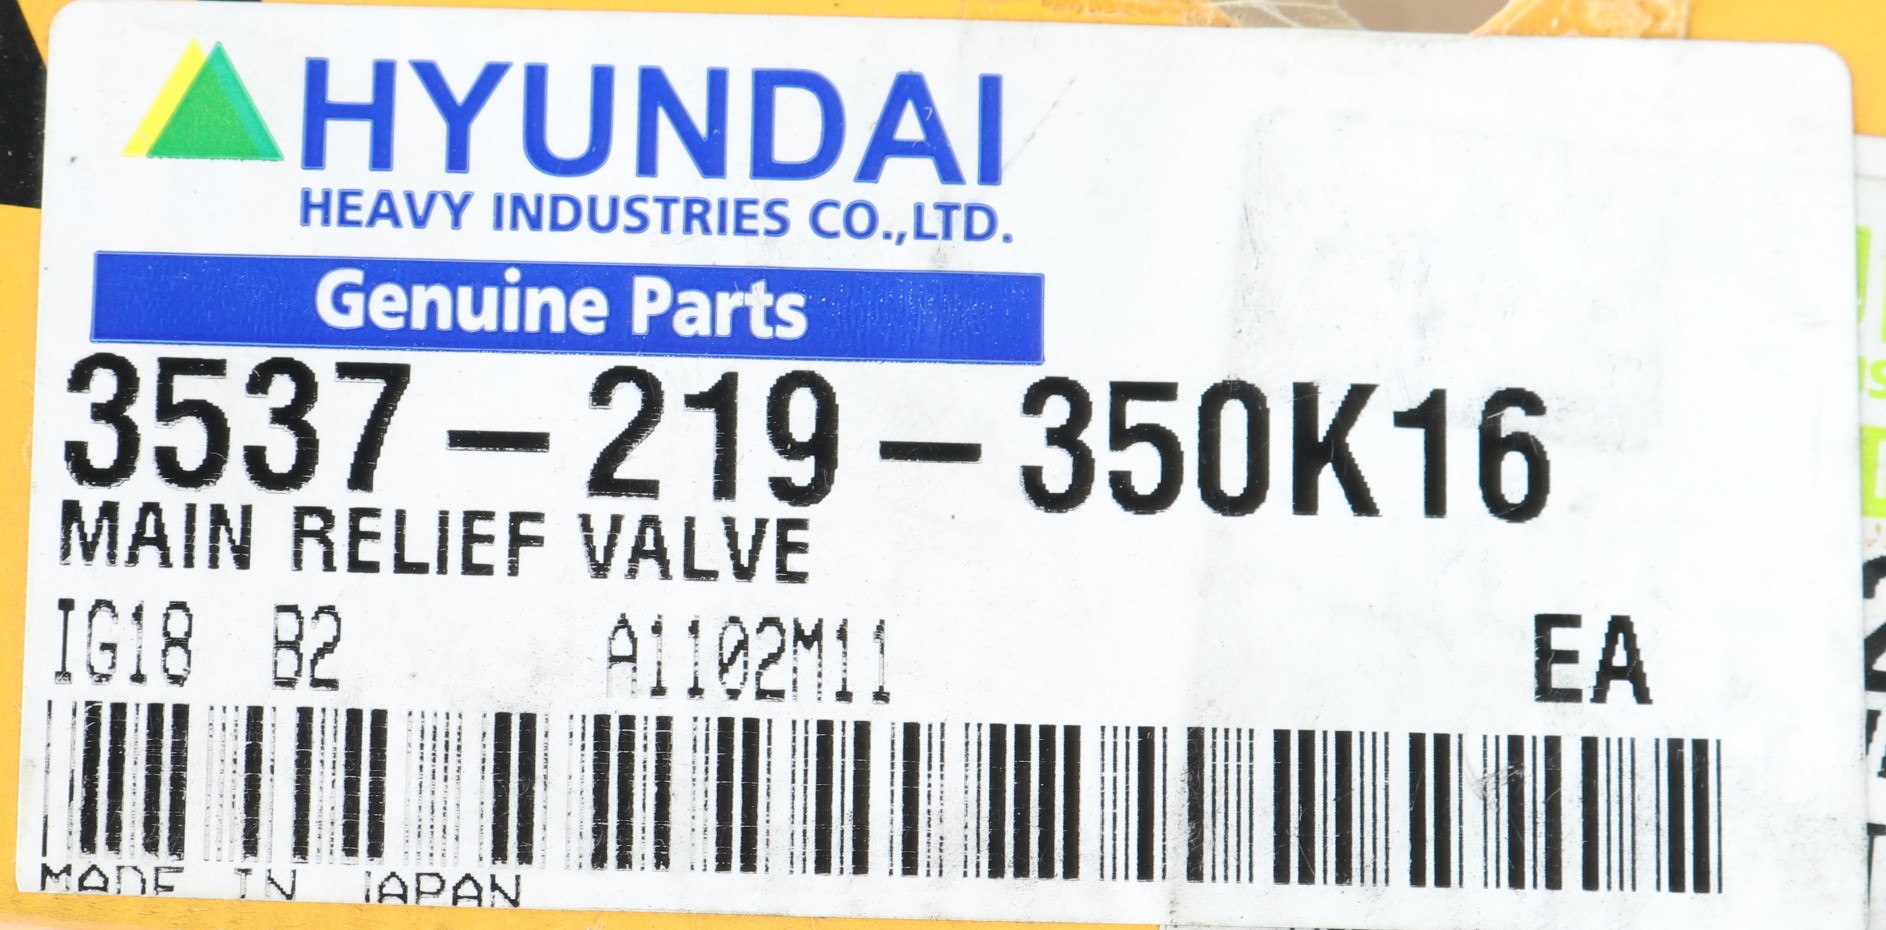 HYUNDAI
HEAVY INDUSTRIES CO.,LTD.
Genuine Parts
3537-219-350K16
MAIN RELIEF VALVE
IG18 B2 A1102M11 EA
MADE IN JAPAN